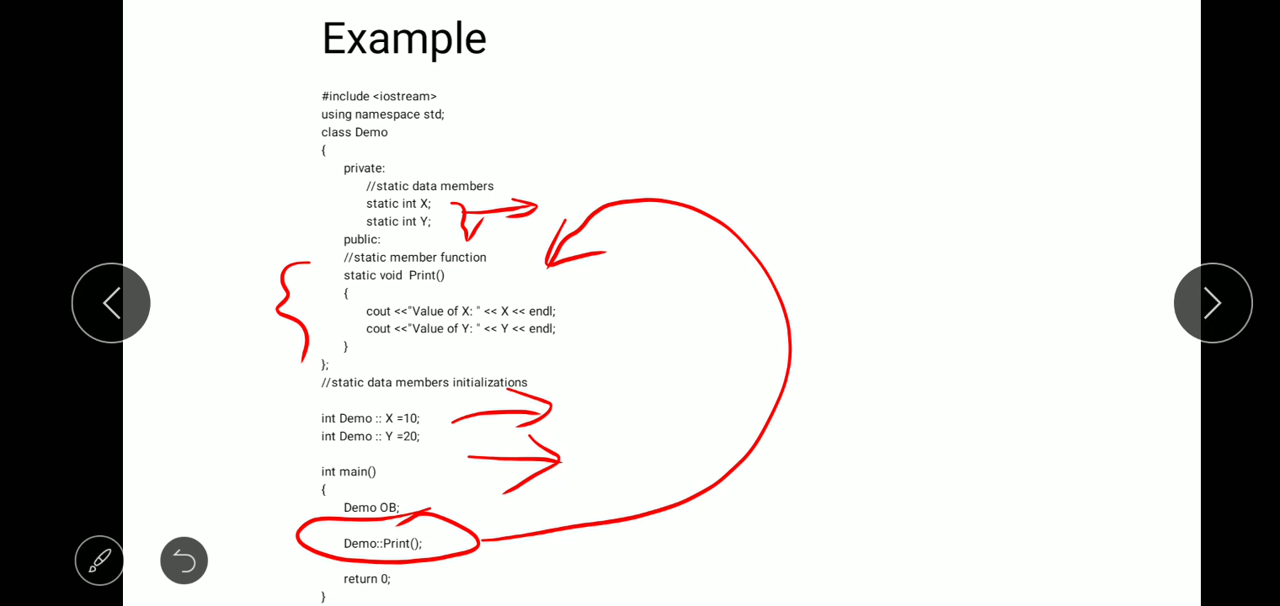 Example
#include <iostream>
using namespace std;
class Demo
{
private:
//static data members
static int X;
static int Y;
public:
//static member function
static void Print()
{
cout <<"Value of X: " << X << endl;
cout <<"Value of Y: " << Y << endl;
}
};
//static data members initializations
int Demo :: X =10;
int Demo :: Y =20;
int main()
{
Demo OB;
Demo::Print();
return 0;
}